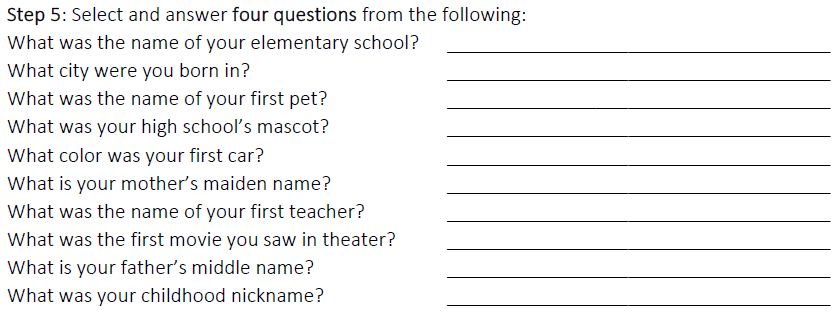 Step 5: Select and answer four questions from the following:
What was the name of your elementary school?
What city were you born in?
What was the name of your first pet?
What was your high school’s mascot?
What color was your first car?
What is your mother’s maiden name?
What was the name of your first teacher?
What was the first movie you saw in theater?
What is your father’s middle name?
What was your childhood nickname?